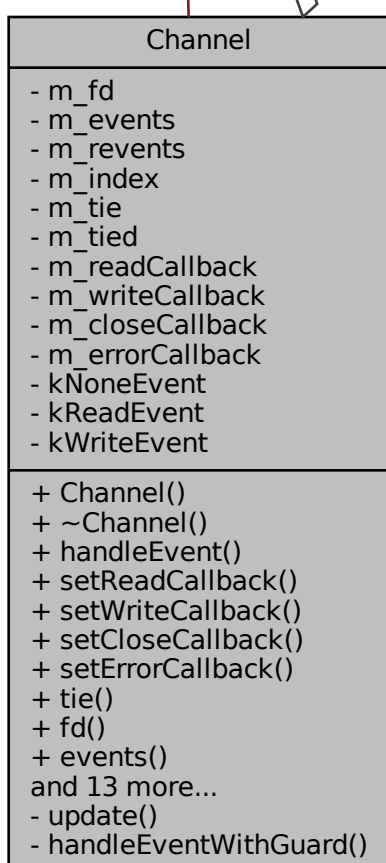 Channel
- m_fd
- m_events
- m_revents
- m_index
- m_tie
- m_tied
- m_readCallback
- m_writeCallback
- m_closeCallback
- m_errorCallback
- kNoneEvent
- kReadEvent
- kWriteEvent
+ Channel()
+ ~Channel()
+ handleEvent()
+ setReadCallback()
+ setWriteCallback()
+ setCloseCallback()
+ setErrorCallback()
+ tie()
+ fd()
+ events()
and 13 more...
- update()
- handleEventWithGuard()